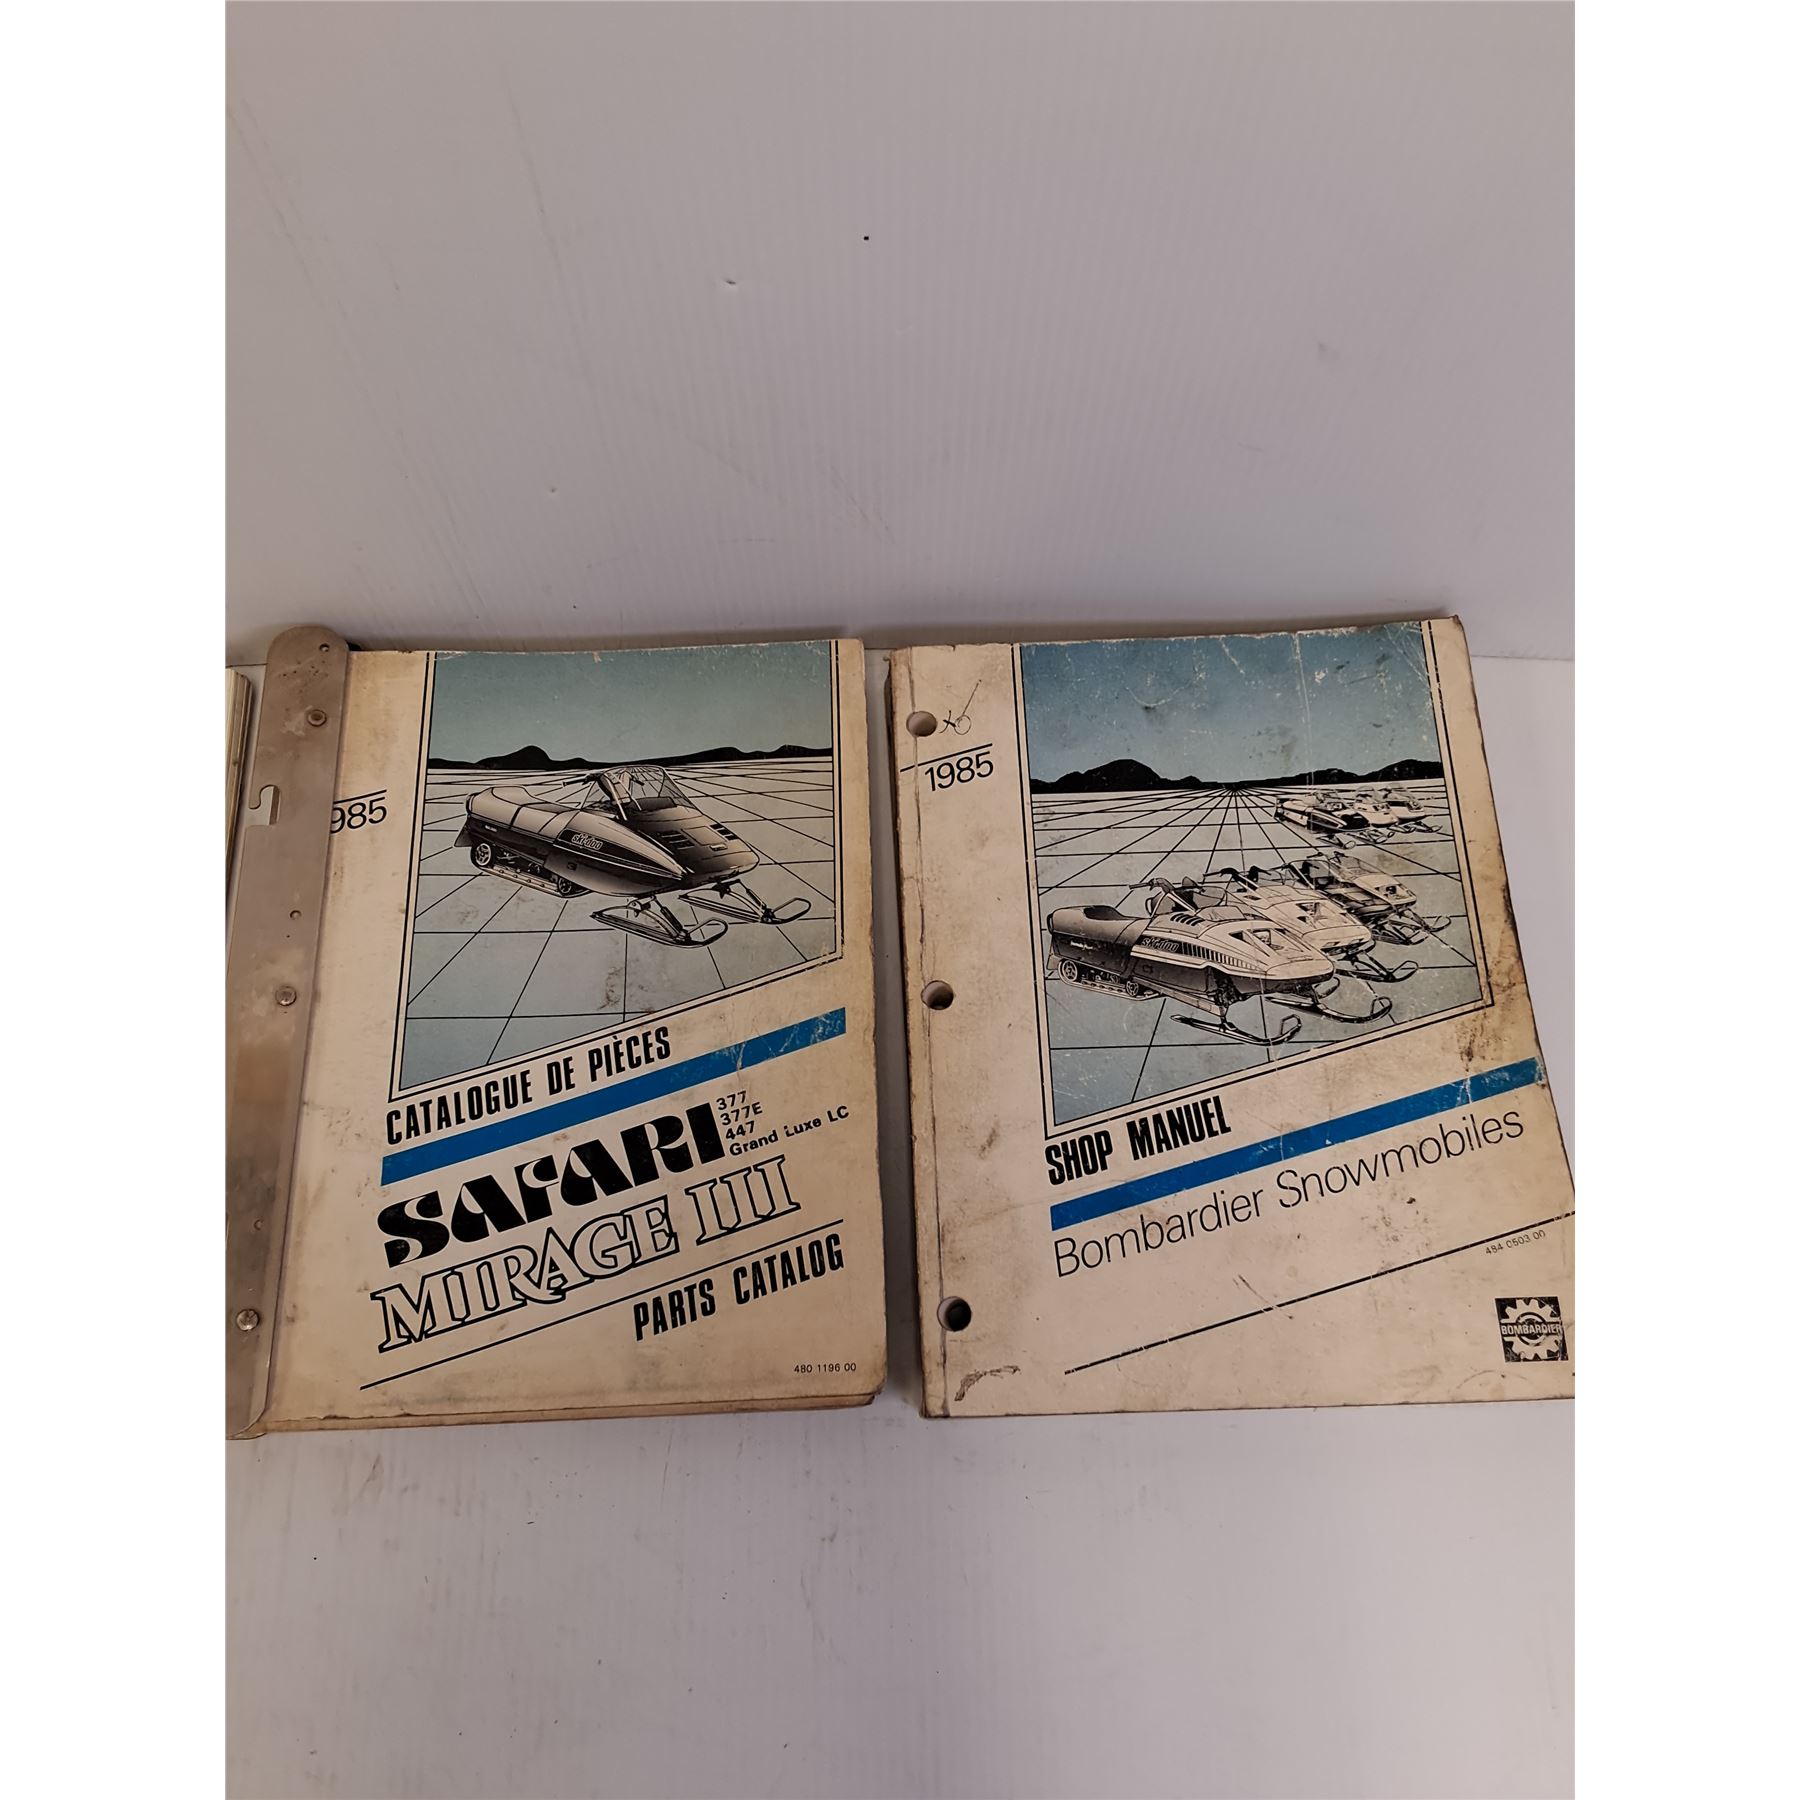 985
ski-doo
CATALOGUE DE PIÈCES
SAFARI
377
377E
447
Grand Luxe LC
MIRAGE III
PARTS CATALOG
480 1196 00
1985
ski-doo
SHOP MANUEL
Bombardier Snowmobiles
484 0503 00
BOMBARDIER